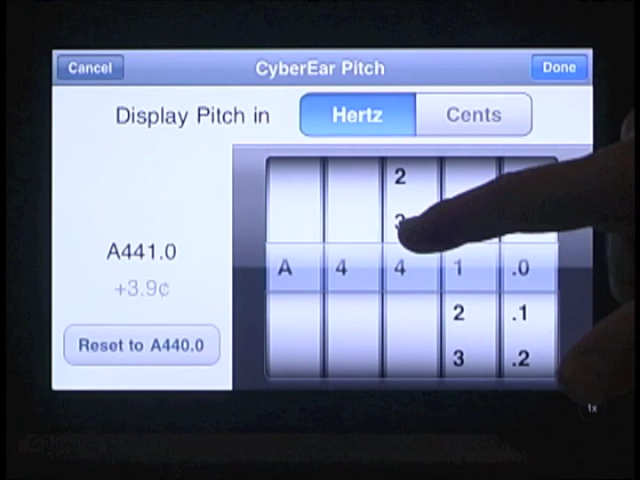 Cancel CyberEar Pitch Done
Display Pitch in Hertz Cents
2
A441.0
A 4 4 1 .0
+3.9¢
2 .1
Reset to A440.0
3 .2
1x